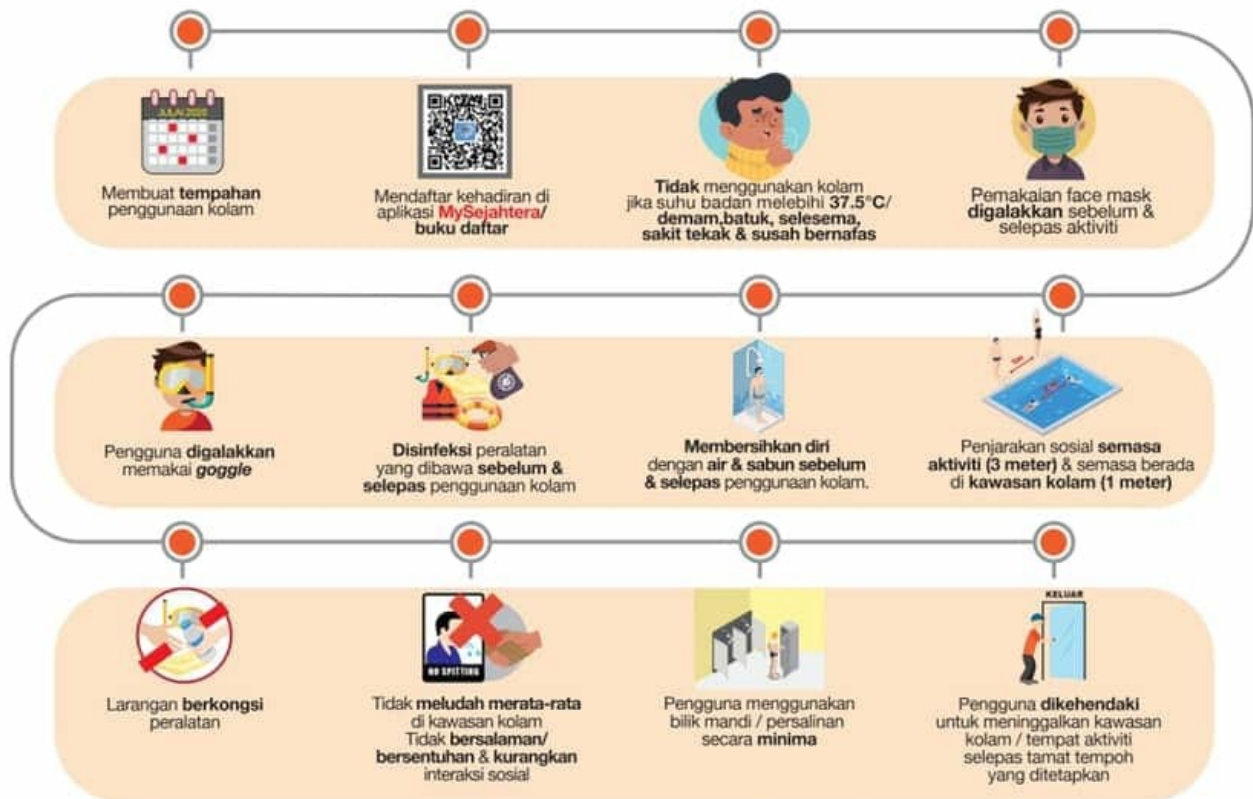 JULAI 2020
Membuat tempahan
penggunaan kolam
Mendaftar kehadiran di
aplikasi MySejahtera/
buku daftar
Tidak menggunakan kolam
jika suhu badan melebihi 37.5°C/
demam,batuk, selesema,
sakit tekak & susah bernafas
Pemakaian face mask
digalakkan sebelum &
selepas aktiviti
Pengguna digalakkan
memakai goggle
Disinfeksi peralatan
yang dibawa sebelum &
selepas penggunaan kolam
Membersihkan diri
dengan air & sabun sebelum
& selepas penggunaan kolam.
Penjarakan sosial semasa
aktiviti (3 meter) & semasa berada
di kawasan kolam (1 meter)
Larangan berkongsi
peralatan
NO SPITTING
Tidak meludah merata-rata
di kawasan kolam
Tidak bersalaman/
bersentuhan & kurangkan
interaksi sosial
Pengguna menggunakan
bilik mandi / persalinan
secara minima
KELUAR
Pengguna dikehendaki
untuk meninggalkan kawasan
kolam / tempat aktiviti
selepas tamat tempoh
yang ditetapkan